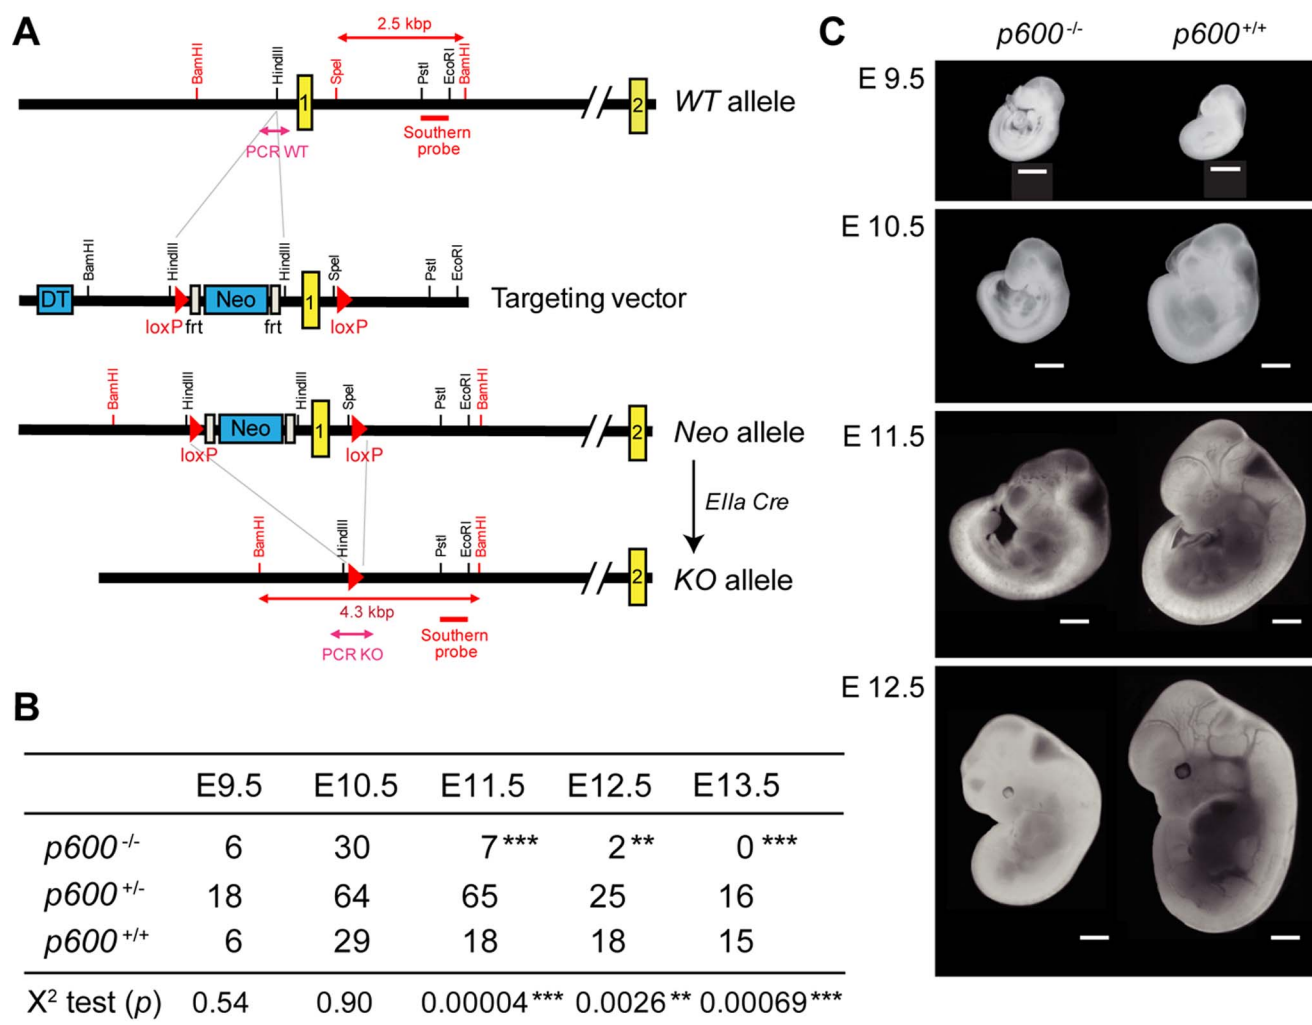 A
2.5 kbp
BamHI
HindIII
SpeI
PstI
EcoRI
BamHI
1
2
WT allele
PCR WT
Southern
probe
BamHI
HindIII
HindIII
SpeI
PstI
EcoRI
DT
Neo
1
Targeting vector
loxP frt
frt
loxP
BamHI
HindIII
HindIII
SpeI
PstI
EcoRI
BamHI
Neo
1
2
Neo allele
loxP
loxP
EIIa Cre
BamHI
HindIII
PstI
EcoRI
BamHI
2
KO allele
4.3 kbp
PCR KO
Southern
probe
B
E9.5 E10.5 E11.5 E12.5 E13.5
p600 -/- 6 30 7 *** 2 ** 0 ***
p600 +/- 18 64 65 25 16
p600 +/+ 6 29 18 18 15
X² test (p) 0.54 0.90 0.00004 *** 0.0026 ** 0.00069 ***
C
p600 -/- p600 +/+
E 9.5
E 10.5
E 11.5
E 12.5